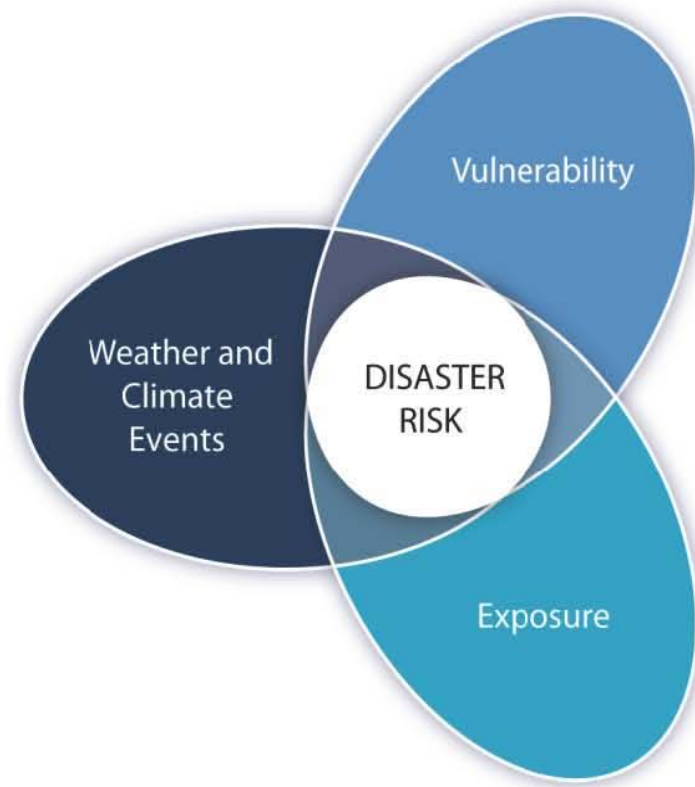 Vulnerability
Weather and
Climate
Events
DISASTER
RISK
Exposure